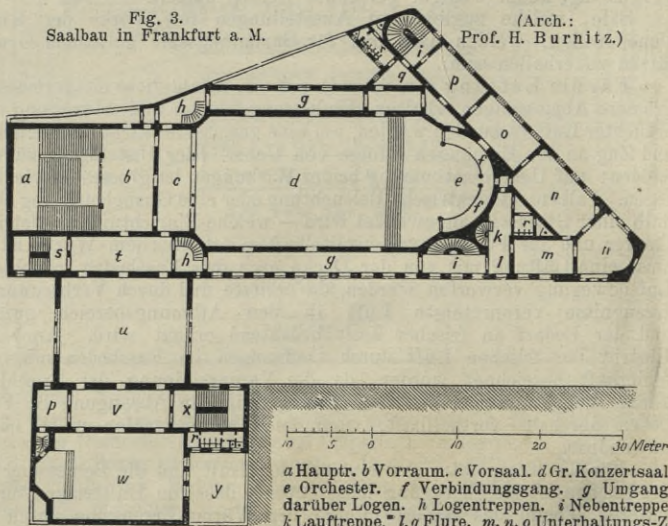 Fig. 3.
Saalbau in Frankfurt a. M.
(Arch.:
Prof. H. Burnitz.)
s
i
h
g
q
p
o
a
b
c
d
e
f
f
n
k
r
i
s
t
h
g
i
l
m
n
u
p
v
x
r
w
y
10 5 0 10 20 30 Meter
a Hauptr. b Vorraum. c Vorsaal. d Gr. Konzertsaal
e Orchester. f Verbindungsgang. g Umgang
darüber Logen. h Logentreppen. i Nebentreppe
k Lauftreppe. l, q Flure. m, n, o Unterhaltungs-Z